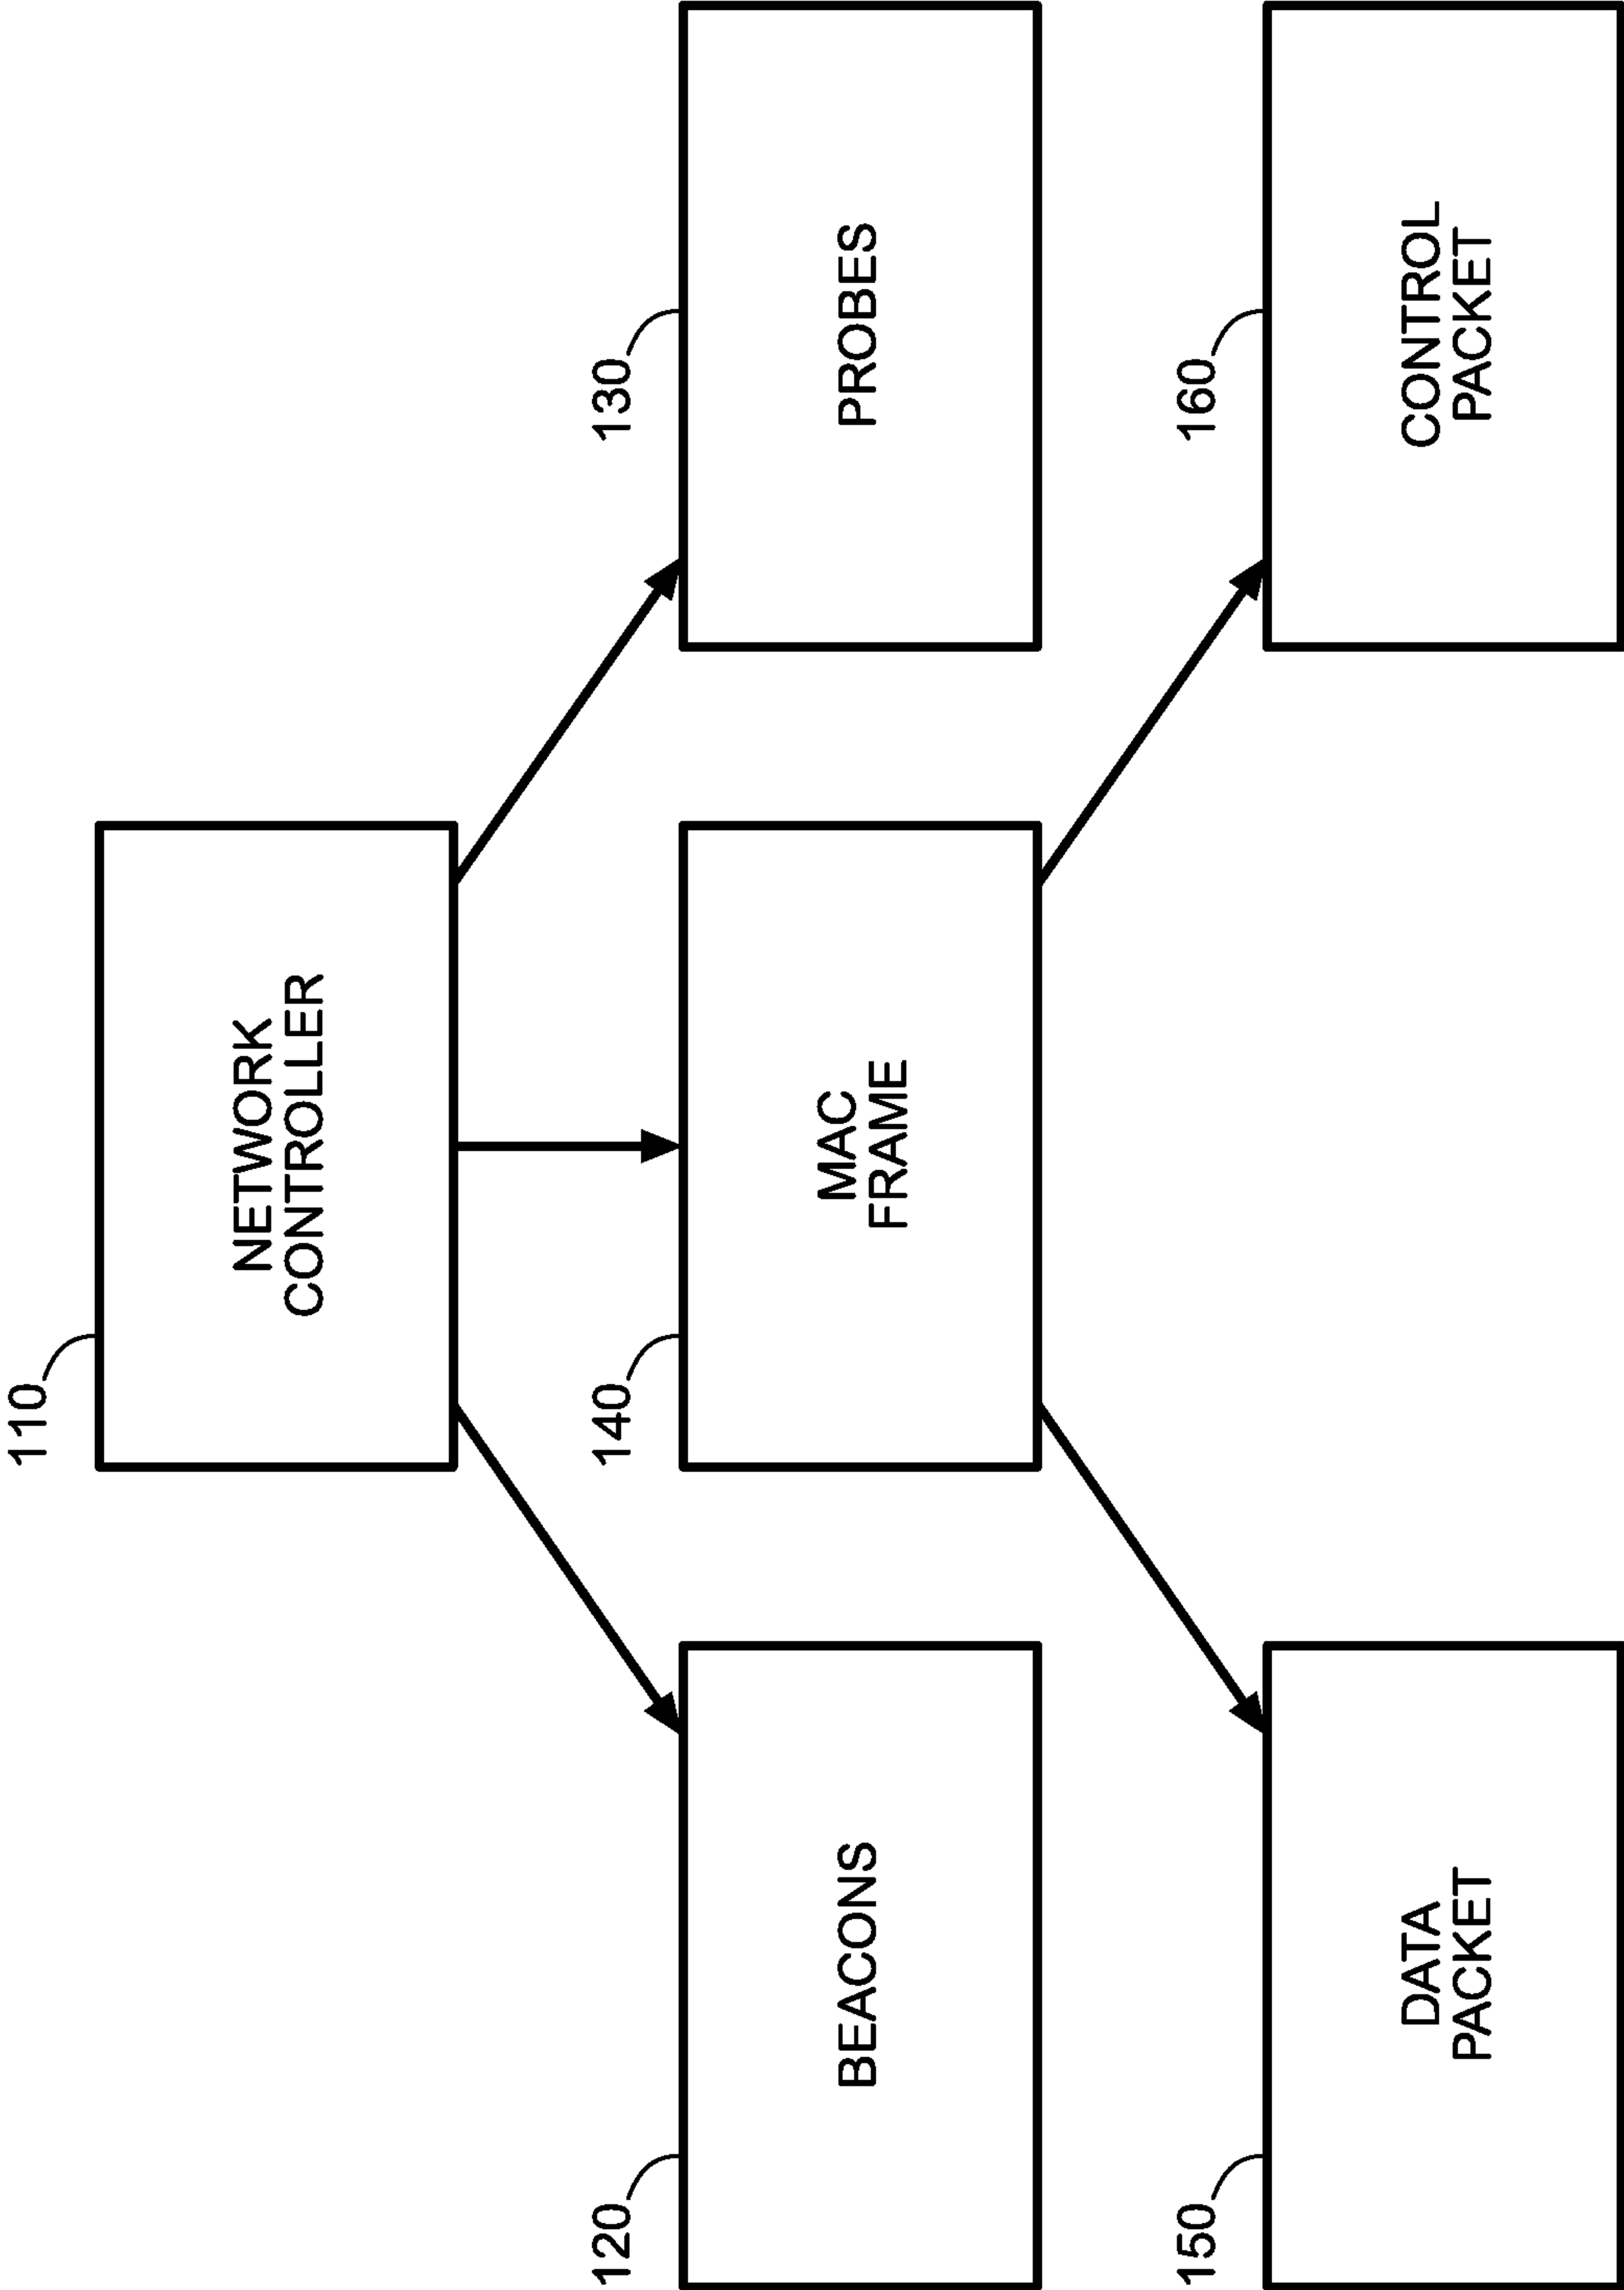 110
NETWORK
CONTROLLER
120
BEACONS
140
MAC
FRAME
130
PROBES
150
DATA
PACKET
160
CONTROL
PACKET